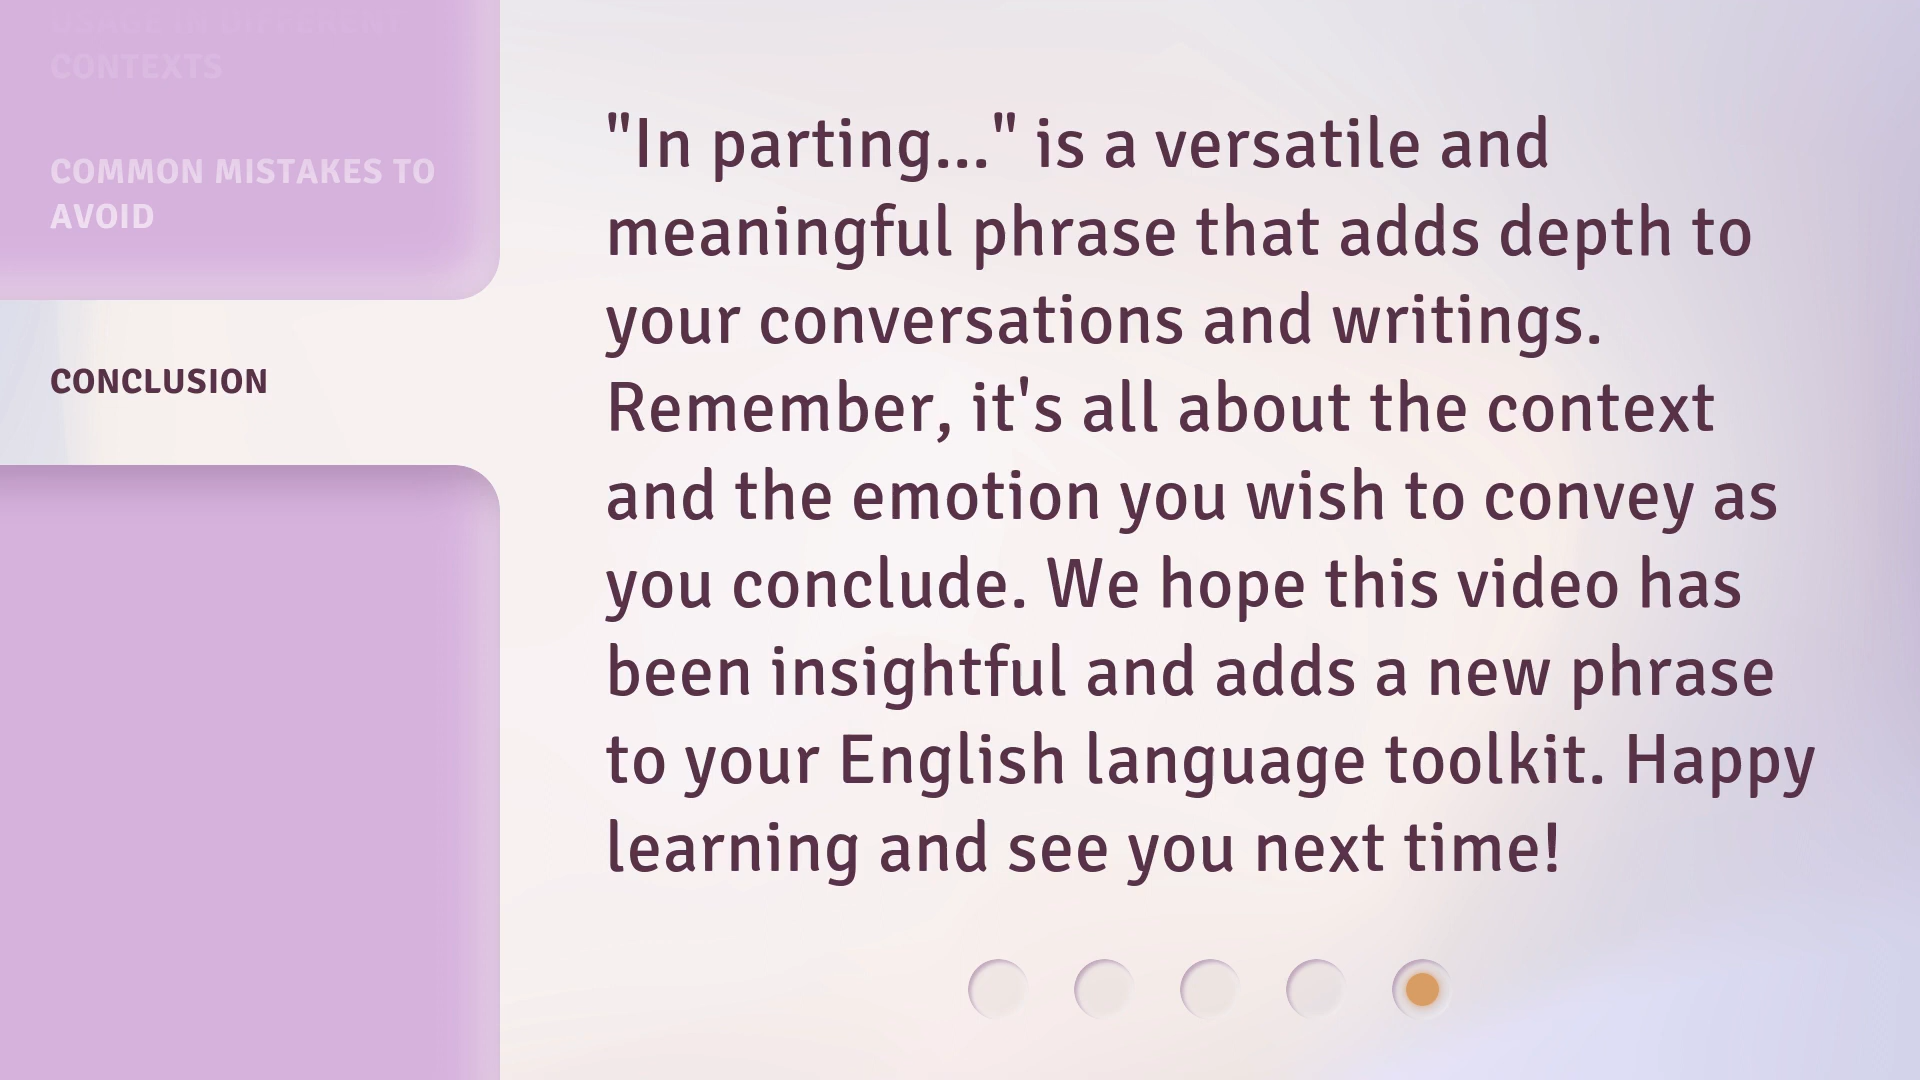 USAGE IN DIFFERENT
CONTEXTS
COMMON MISTAKES TO
AVOID
CONCLUSION
"In parting..." is a versatile and
meaningful phrase that adds depth to
your conversations and writings.
Remember, it's all about the context
and the emotion you wish to convey as
you conclude. We hope this video has
been insightful and adds a new phrase
to your English language toolkit. Happy
learning and see you next time!